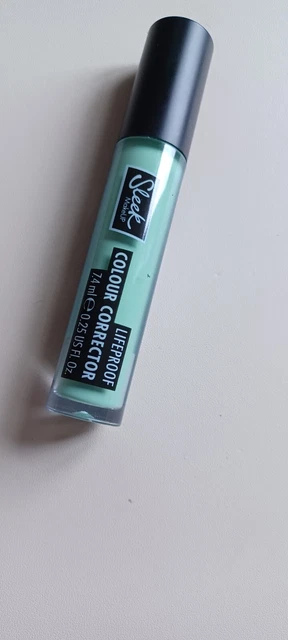 Sleek
MakeUP
LIFEPROOF
COLOUR CORRECTOR
7.4 ml ℮ 0.25 US FL. Oz.